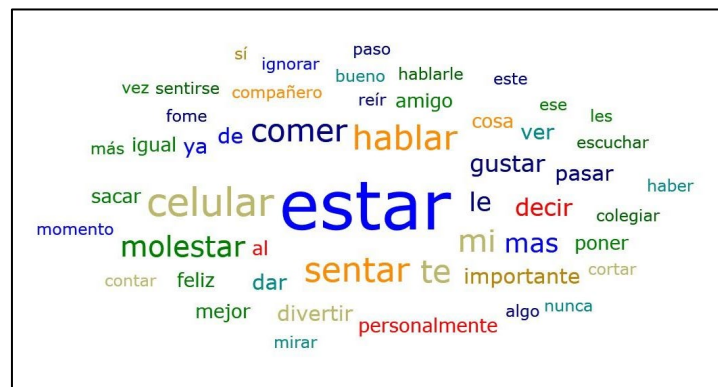 paso
sí
ignorar
bueno hablarle este
vez sentirse
compañero reír amigo ese les
fome
de comer hablar cosa ver
más igual ya escuchar
gustar pasar
haber
sacar celular estar le decir colegiar
momento
molestar al mi mas poner
sentar te importante
contar feliz dar cortar
mejor divertir algo nunca
personalmente
mirar